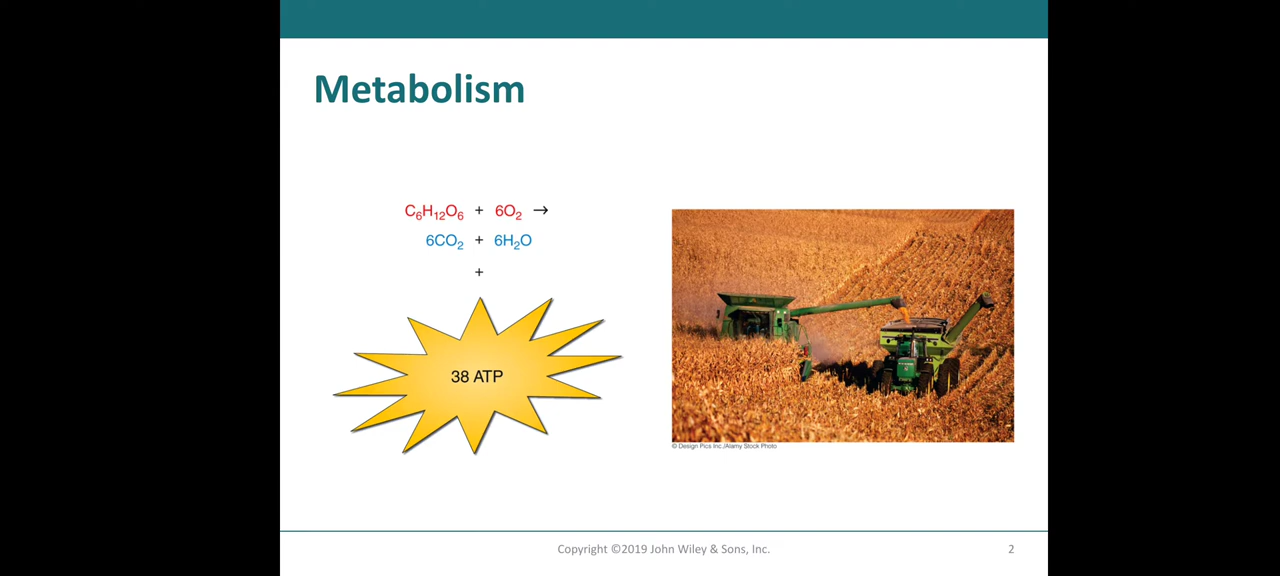 Metabolism
C₆H₁₂O₆ + 6O₂ →
6CO₂ + 6H₂O
+
38 ATP
© Design Pics Inc./Alamy Stock Photo
Copyright ©2019 John Wiley & Sons, Inc.
2